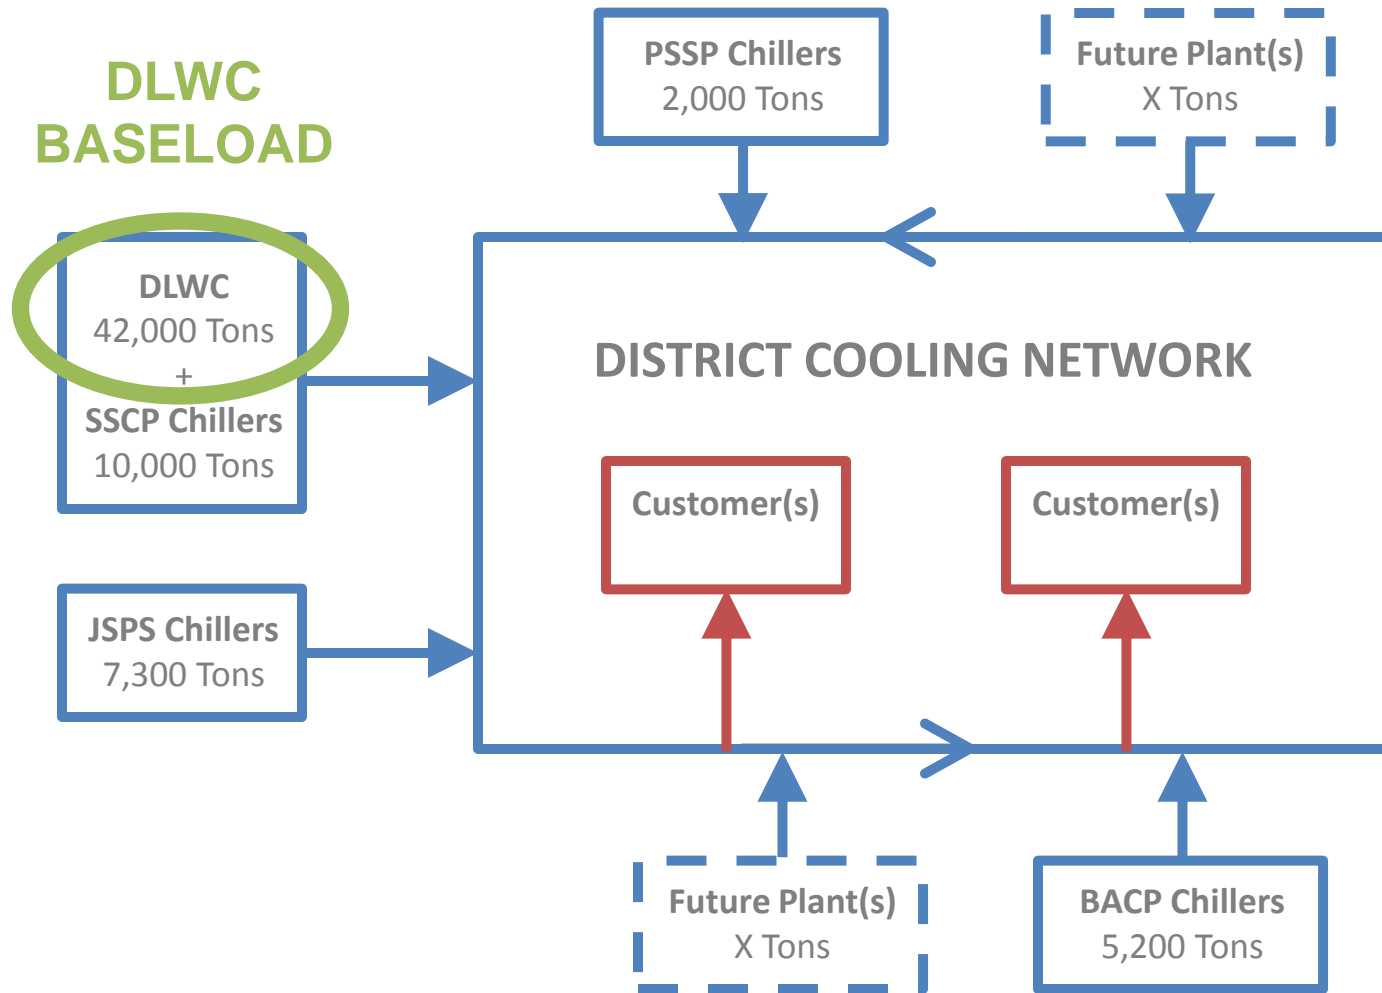 DLWC
BASELOAD
PSSP Chillers
2,000 Tons
Future Plant(s)
X Tons
DLWC
42,000 Tons
+
SSCP Chillers
10,000 Tons
DISTRICT COOLING NETWORK
Customer(s)
Customer(s)
JSPS Chillers
7,300 Tons
Future Plant(s)
X Tons
BACP Chillers
5,200 Tons